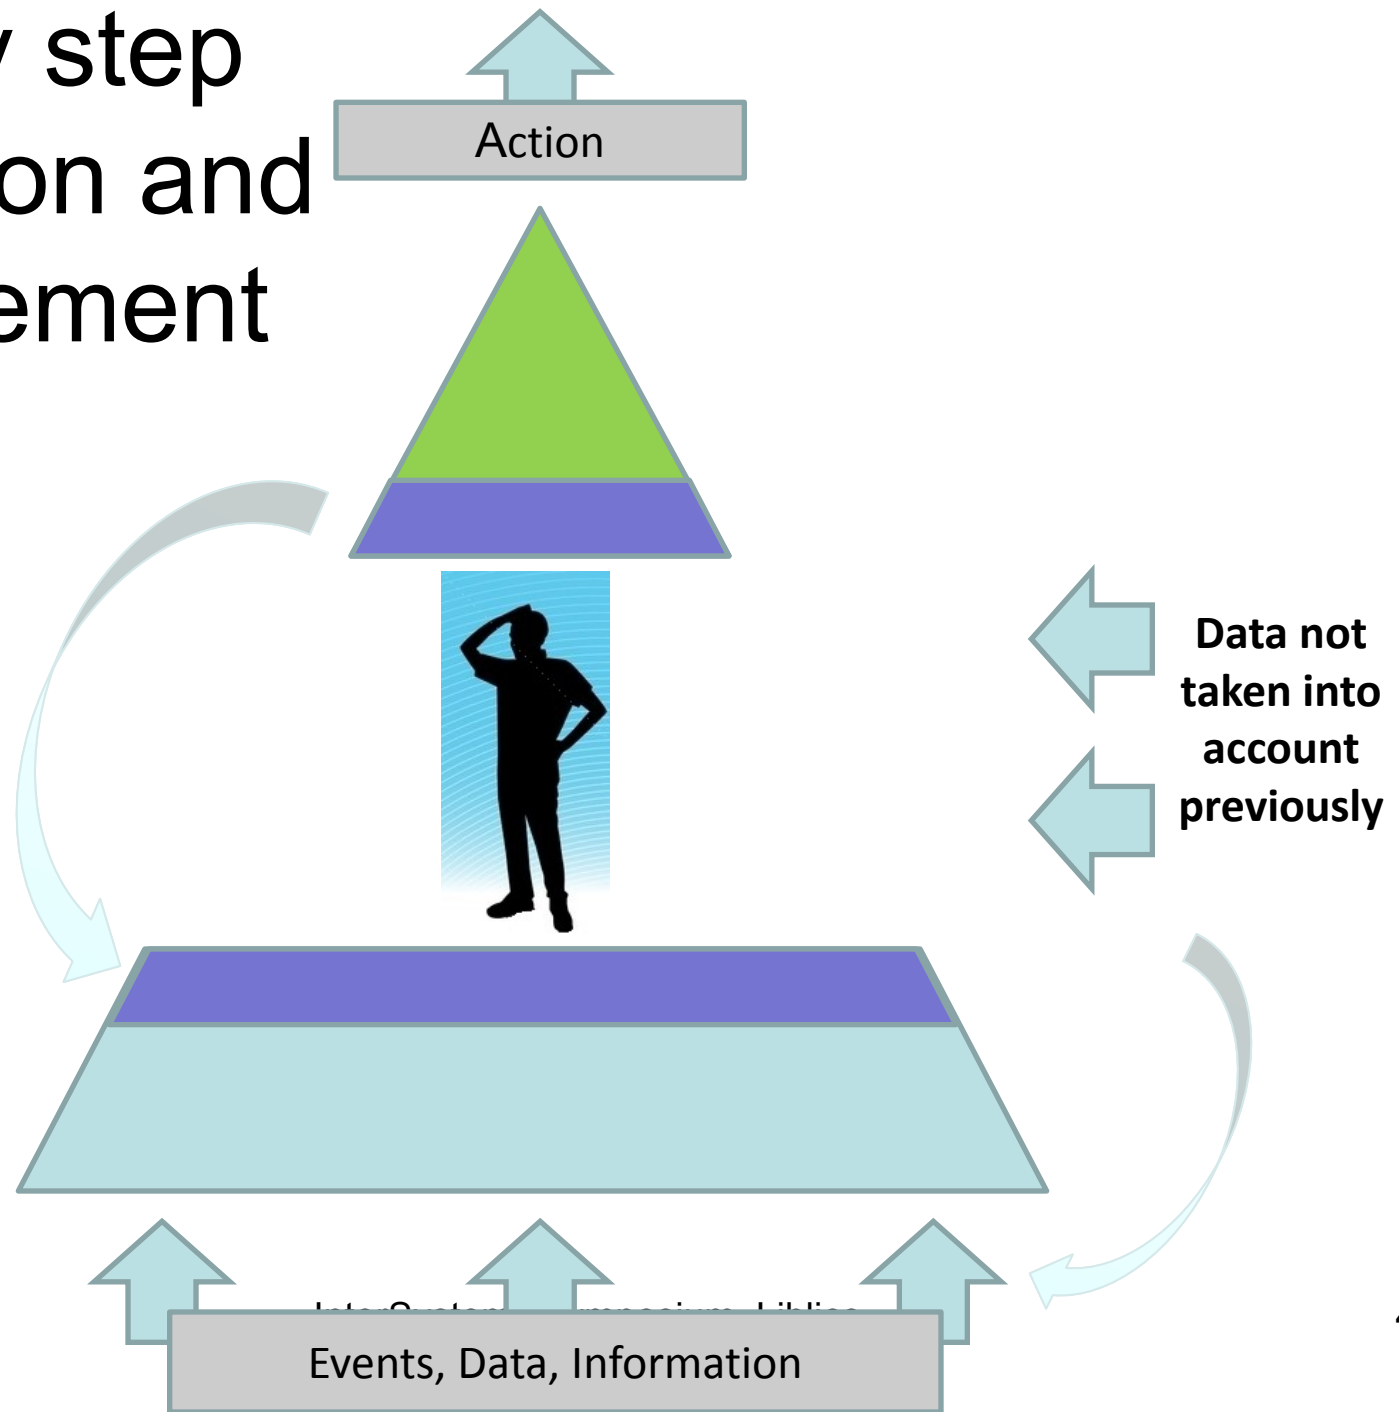 step
on and
ement
Action
Data not
taken into
account
previously
Events, Data, Information